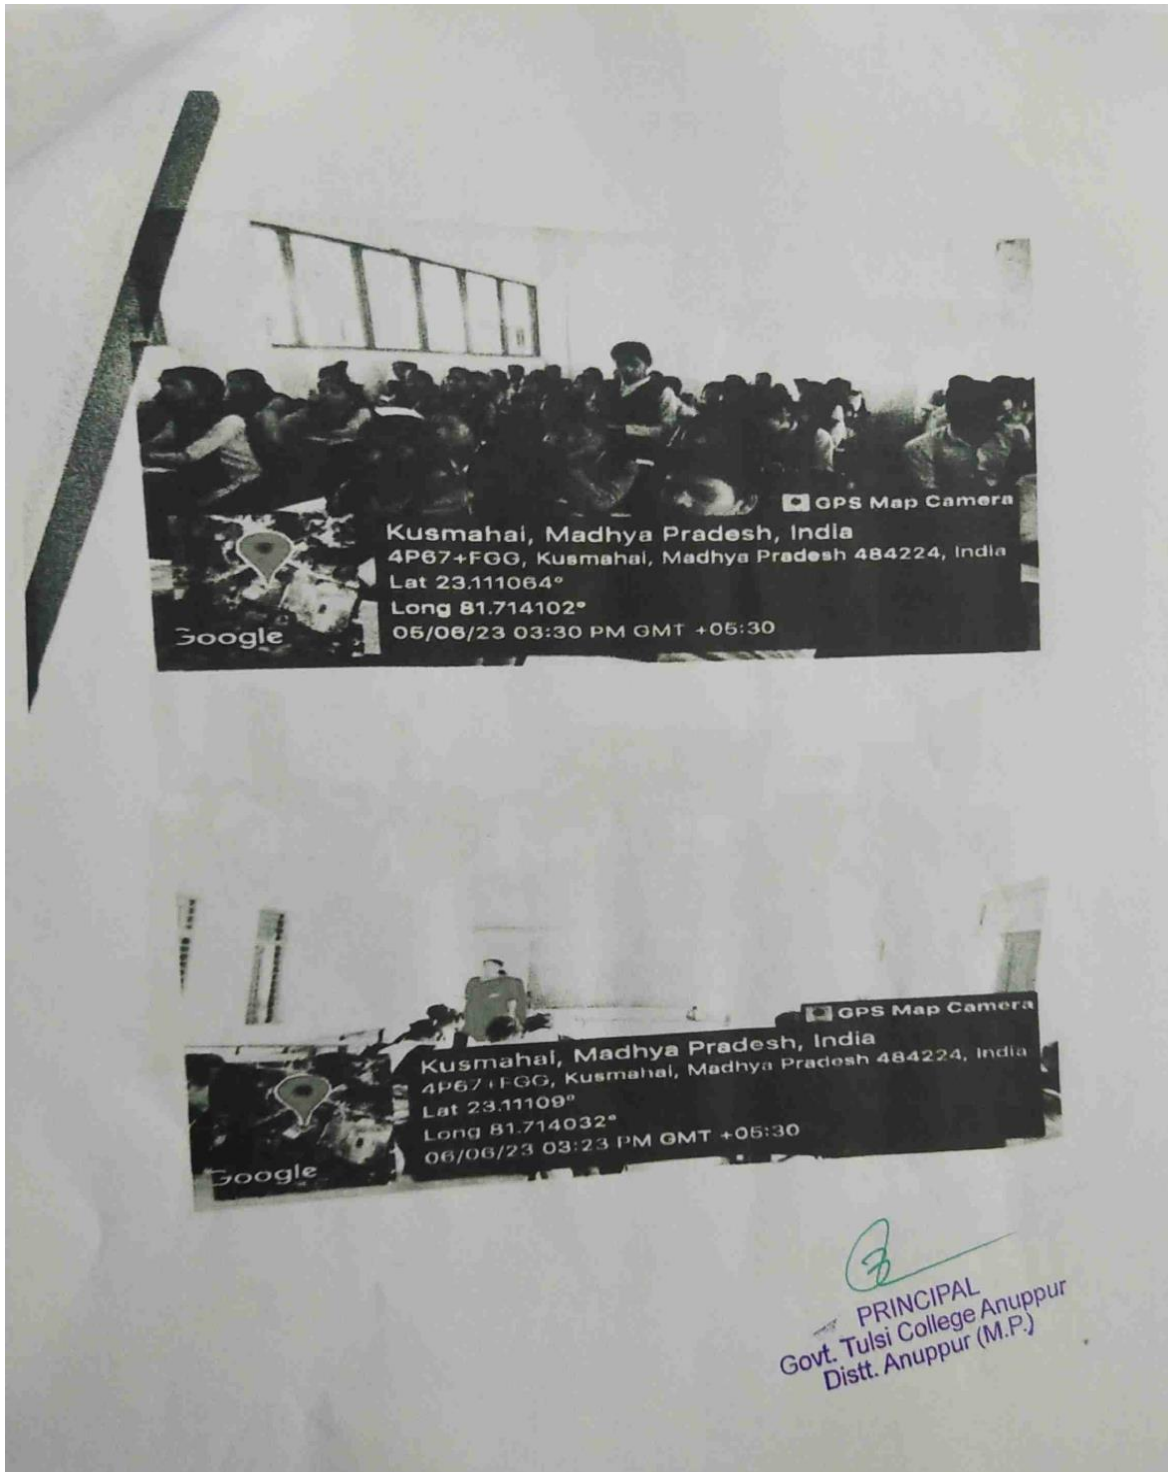 GPS Map Camera
Kusmahai, Madhya Pradesh, India
4P67+FGG, Kusmahai, Madhya Pradesh 484224, India
Lat 23.111064°
Long 81.714102°
05/06/23 03:30 PM GMT +05:30
Google
GPS Map Camera
Kusmahai, Madhya Pradesh, India
4P67+FGG, Kusmahai, Madhya Pradesh 484224, India
Lat 23.11109°
Long 81.714032°
06/06/23 03:23 PM GMT +05:30
Google
PRINCIPAL
Govt. Tulsi College Anuppur
Distt. Anuppur (M.P.)